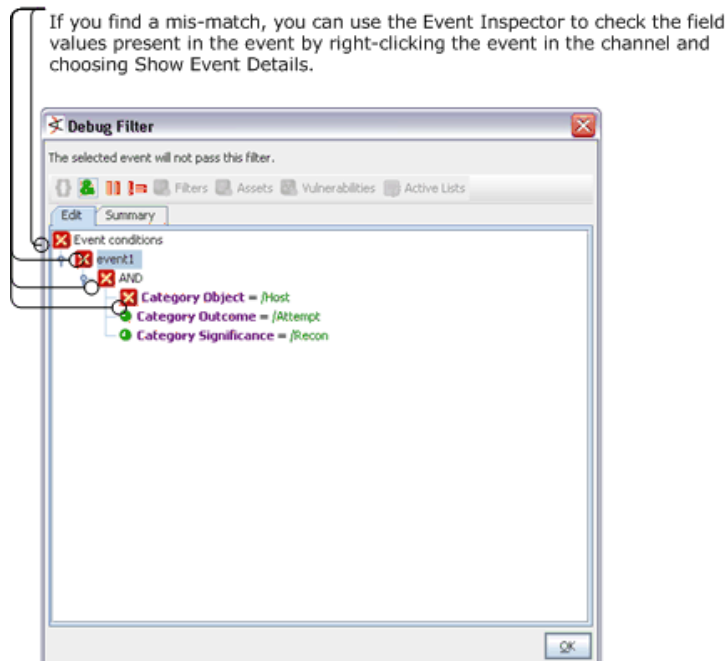 If you find a mis-match, you can use the Event Inspector to check the field
values present in the event by right-clicking the event in the channel and
choosing Show Event Details.
Debug Filter
The selected event will not pass this filter.
Filters Assets Vulnerabilities Active Lists
Edit Summary
Event conditions
event1
AND
Category Object = /Host
Category Outcome = /Attempt
Category Significance = /Recon
OK